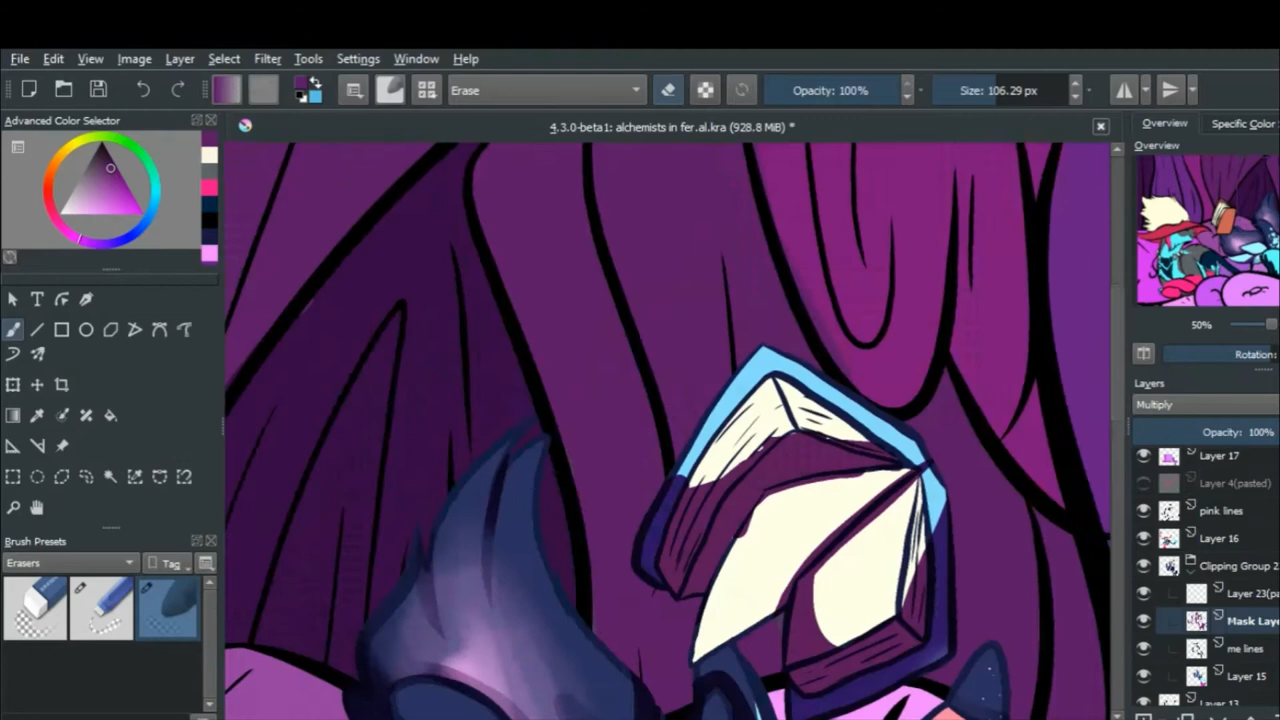 File Edit View Image Layer Select Filter Tools Settings Window Help
Erase Opacity: 100% Size: 106.29 px
Advanced Color Selector
4.3.0-beta1: alchemists in fer.al.kra (928.8 MiB) *
Overview Specific Color
Overview
50%
Rotation:
Layers
Multiply
Opacity: 100%
Layer 17
Layer 4(pasted)
pink lines
Layer 16
Clipping Group 2
Layer 23(pa
Mask Laye
me lines
Layer 15
Layer 13
Brush Presets
Erasers Tag